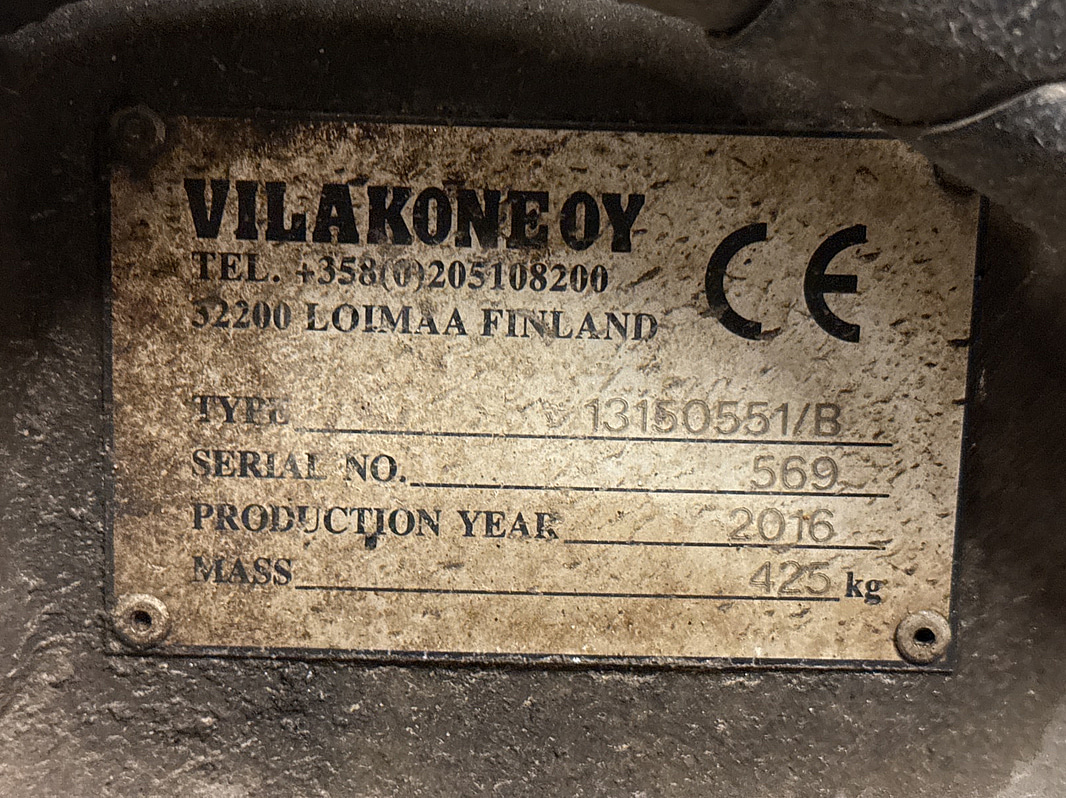 VILAKONE OY
TEL. +358(0)205108200
32200 LOIMAA FINLAND
CE
TYPE 13150551/B
SERIAL NO. 569
PRODUCTION YEAR 2016
MASS 425 kg